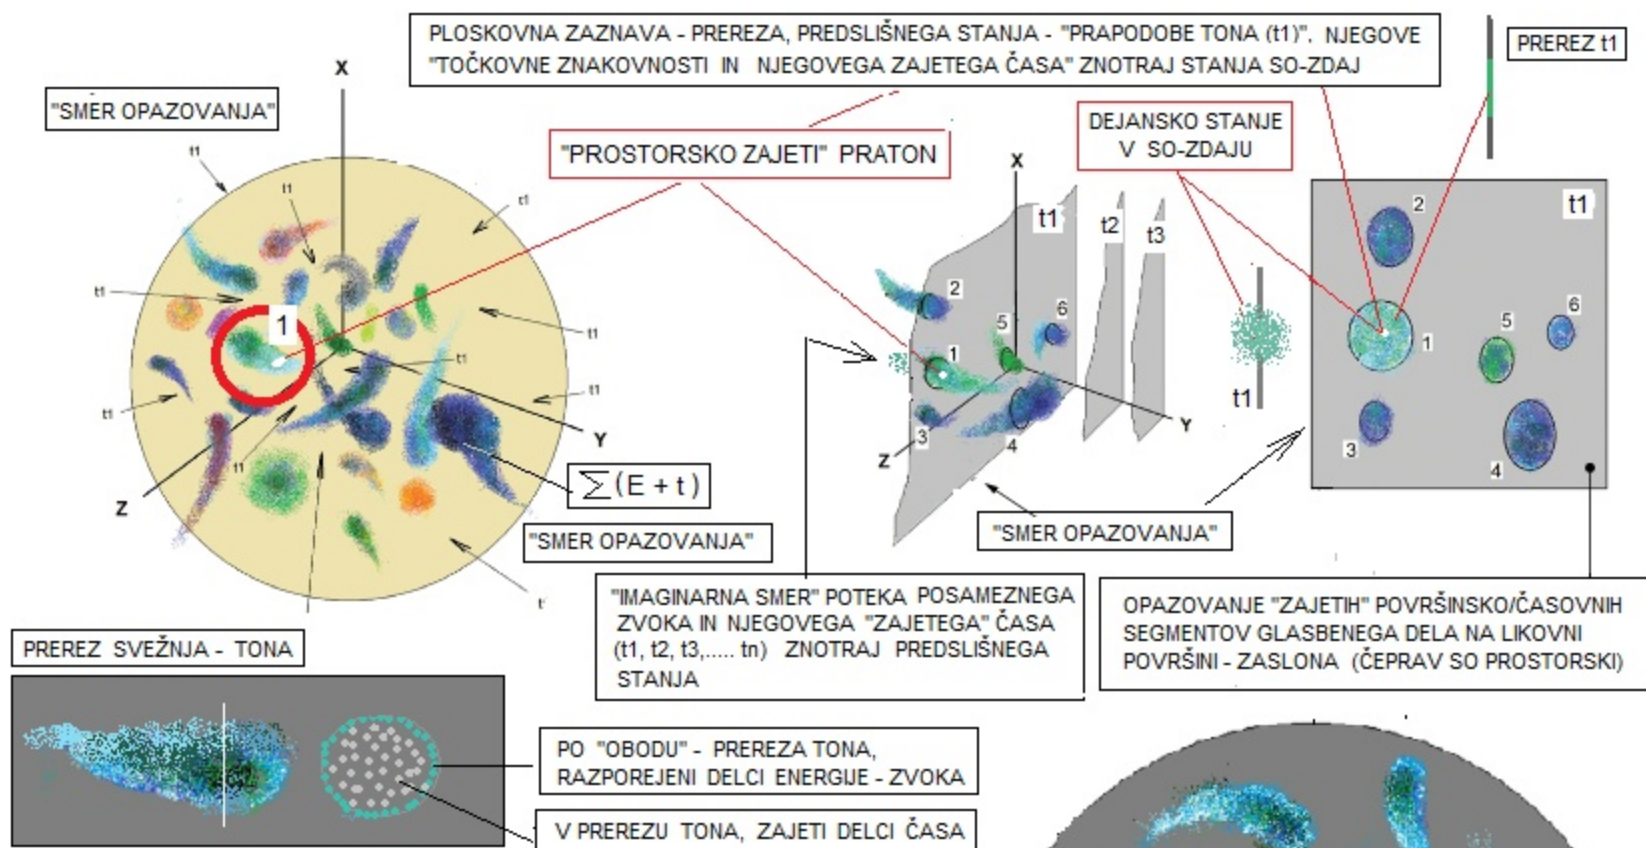 PLOSKOVNA ZAZNAVA - PREREZA, PREDSLIŠNEGA STANJA - "PRAPODOBE TONA (t1)". NJEGOVE
"TOČKOVNE ZNAKOVNOSTI IN NJEGOVEGA ZAJETEGA ČASA" ZNOTRAJ STANJA SO-ZDAJ
PREREZ t1
"SMER OPAZOVANJA"
X
t1
t1
t1
t1
t1
t1
t1
t1
t1
t1
t'
1
Y
Z
"PROSTORSKO ZAJETI" PRATON
DEJANSKO STANJE
V SO-ZDAJU
X
t1
t2
t3
2
5
6
1
3
4
Z
Y
t1
t1
2
1
5
6
3
4
∑(E + t)
"SMER OPAZOVANJA"
"SMER OPAZOVANJA"
"IMAGINARNA SMER" POTEKA POSAMEZNEGA
ZVOKA IN NJEGOVEGA "ZAJETEGA" ČASA
(t1, t2, t3,..... tn) ZNOTRAJ PREDSLIŠNEGA
STANJA
OPAZOVANJE "ZAJETIH" POVRŠINSKO/ČASOVNIH
SEGMENTOV GLASBENEGA DELA NA LIKOVNI
POVRŠINI - ZASLONA (ČEPRAV SO PROSTORSKI)
PREREZ SVEŽNJA - TONA
PO "OBODU" - PREREZA TONA,
RAZPOREJENI DELCI ENERGIJE - ZVOKA
V PREREZU TONA, ZAJETI DELCI ČASA